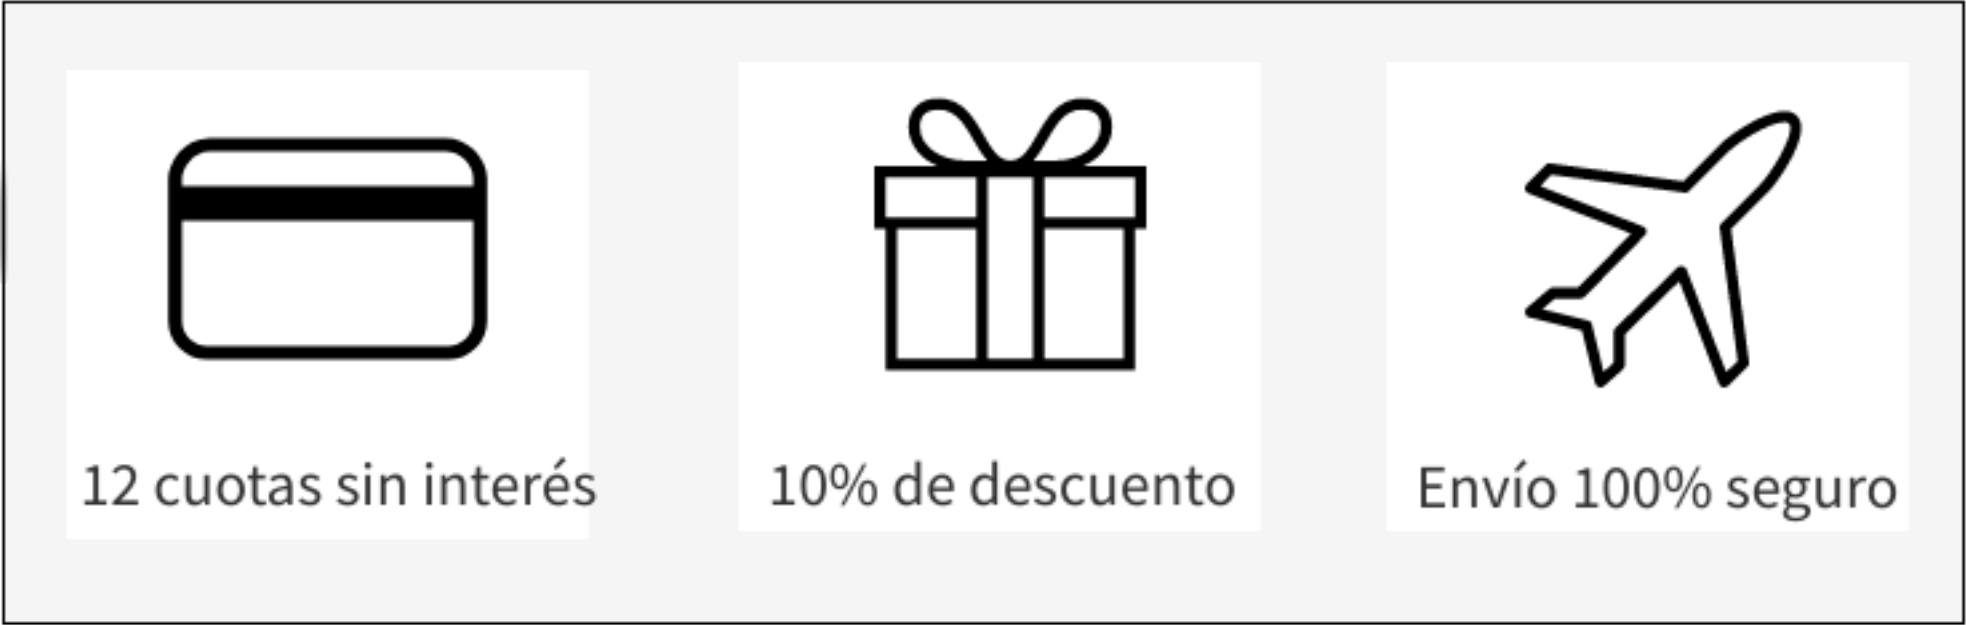 12 cuotas sin interés
10% de descuento
Envío 100% seguro